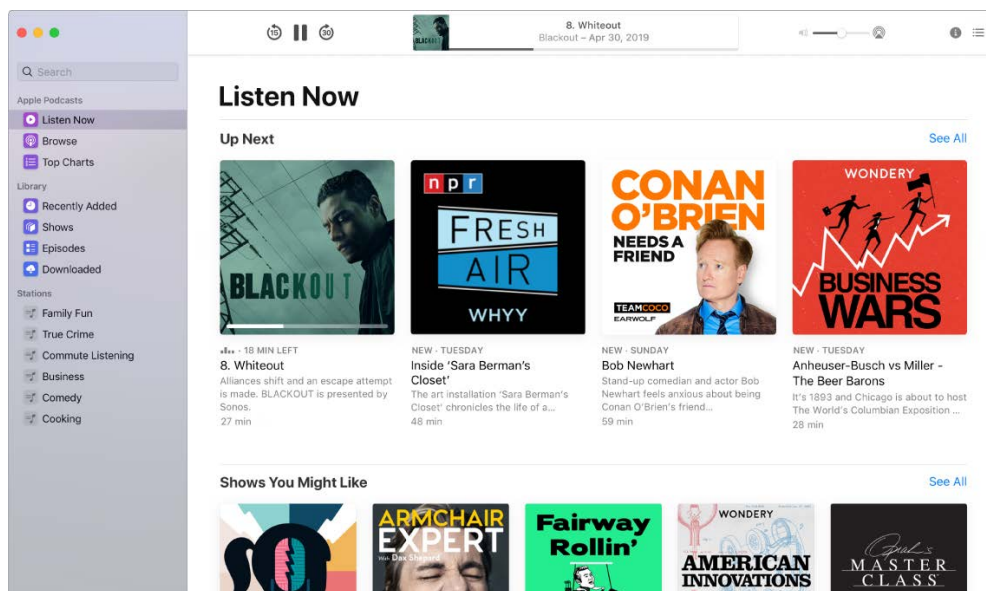 15
30
BLACKOUT
8. Whiteout
Blackout – Apr 30, 2019
Search
Apple Podcasts
Listen Now
Browse
Top Charts
Library
Recently Added
Shows
Episodes
Downloaded
Stations
Family Fun
True Crime
Commute Listening
Business
Comedy
Cooking
Listen Now
Up Next
See All
BLACKOUT
18 MIN LEFT
8. Whiteout
Alliances shift and an escape attempt
is made. BLACKOUT is presented by
Sonos.
27 min
npr
FRESH
AIR
WHYY
NEW · TUESDAY
Inside ‘Sara Berman’s
Closet’
The art installation ‘Sara Berman’s
Closet’ chronicles the life of a...
48 min
CONAN
O’BRIEN
NEEDS A
FRIEND
TEAMCOCO
EARWOLF
NEW · SUNDAY
Bob Newhart
Stand-up comedian and actor Bob
Newhart feels anxious about being
Conan O’Brien’s friend...
59 min
WONDERY
BUSINESS
WARS
NEW · TUESDAY
Anheuser-Busch vs Miller -
The Beer Barons
It’s 1893 and Chicago is about to host
The World’s Columbian Exposition ...
28 min
Shows You Might Like
See All
ARMCHAIR
EXPERT
With Dax Shepard
Fairway
Rollin’
WONDERY
AMERICAN
INNOVATIONS
Oprah’s
MASTER
CLASS